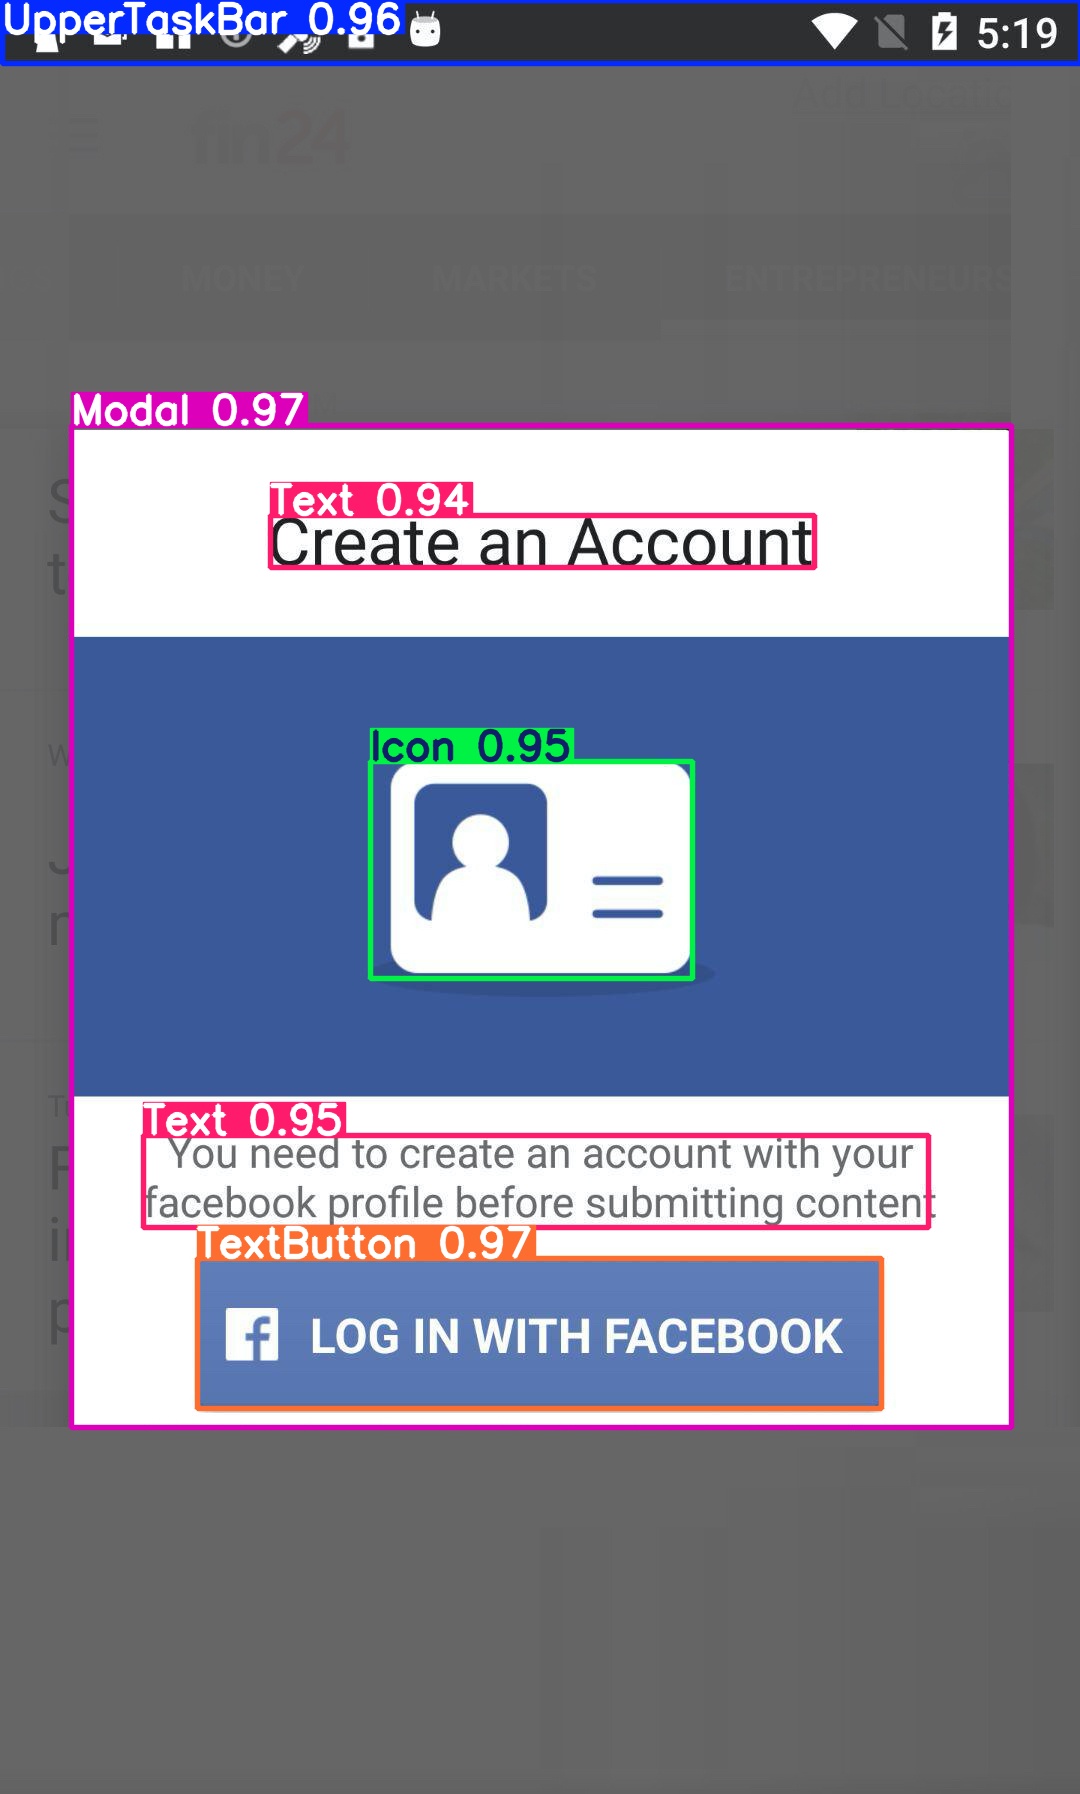 UpperTaskBar 0.96
5:19
Add Locatio
fin24
MONEY MARKETS ENTREPRENEURS
Modal 0.97
Text 0.94
Create an Account
Icon 0.95
Text 0.95
You need to create an account with your
facebook profile before submitting content
TextButton 0.97
LOG IN WITH FACEBOOK